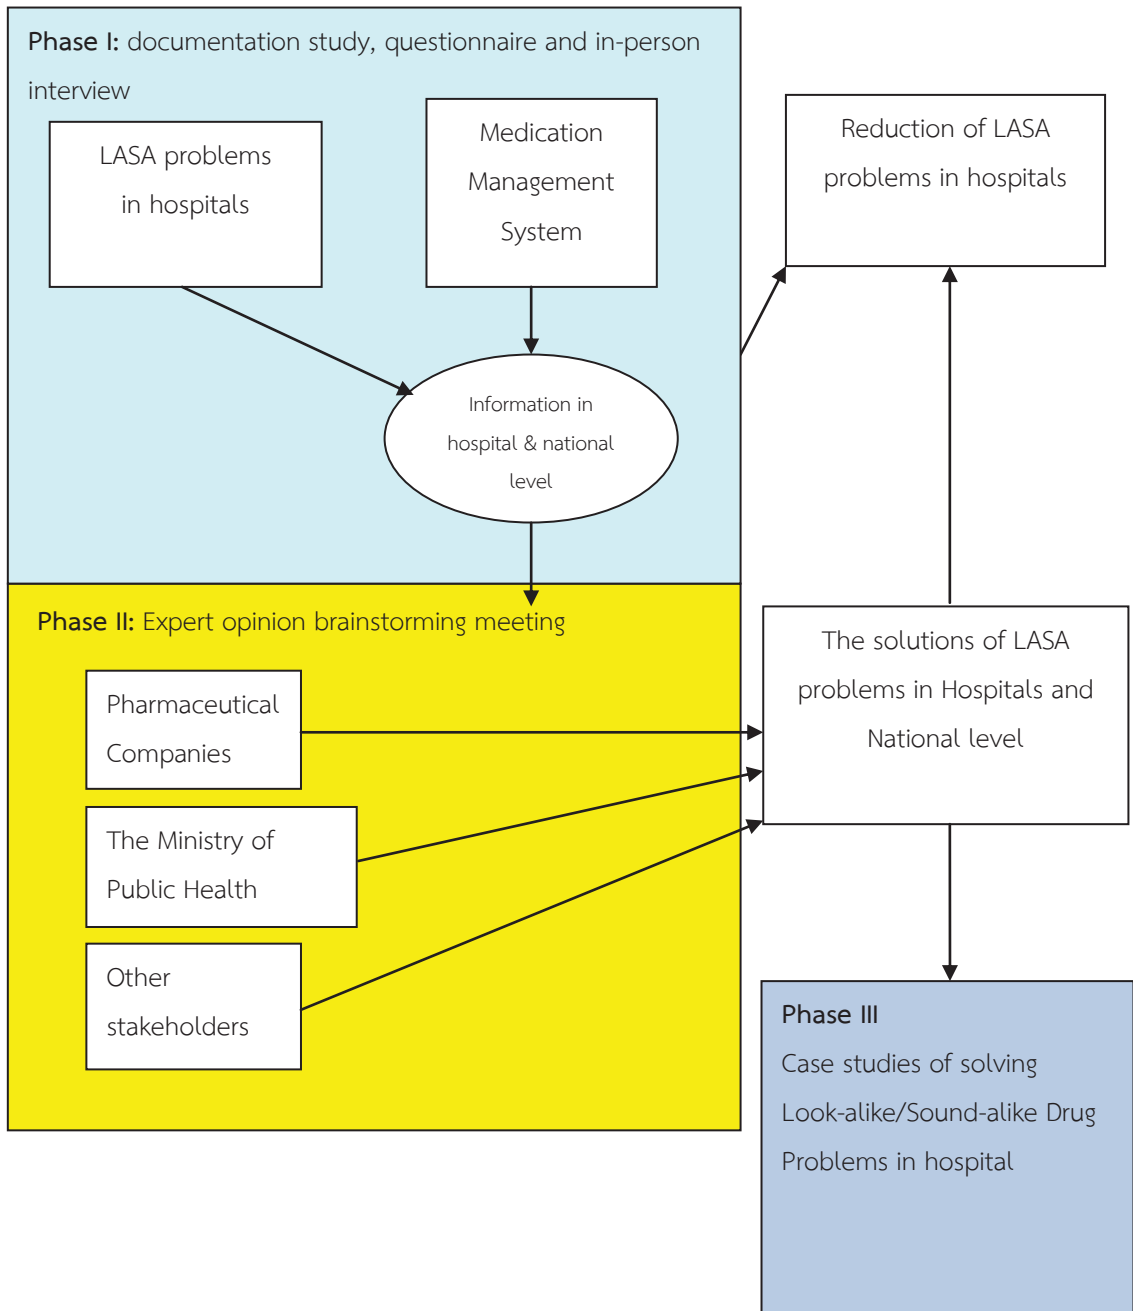 Phase I: documentation study, questionnaire and in-person
interview
LASA problems
in hospitals
Medication
Management
System
Information in
hospital & national
level
Reduction of LASA
problems in hospitals
Phase II: Expert opinion brainstorming meeting
Pharmaceutical
Companies
The Ministry of
Public Health
Other
stakeholders
The solutions of LASA
problems in Hospitals and
National level
Phase III
Case studies of solving
Look-alike/Sound-alike Drug
Problems in hospital